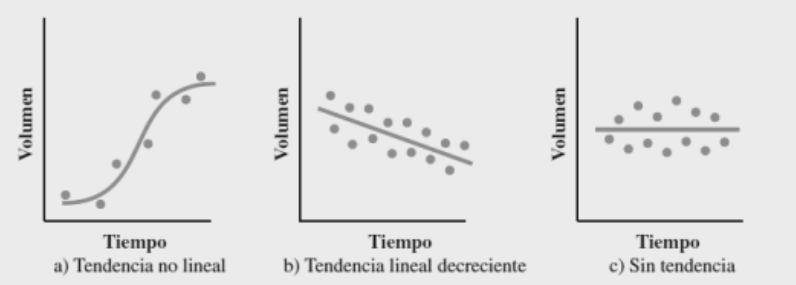 Volumen
Tiempo
a) Tendencia no lineal
Volumen
Tiempo
b) Tendencia lineal decreciente
Volumen
Tiempo
c) Sin tendencia